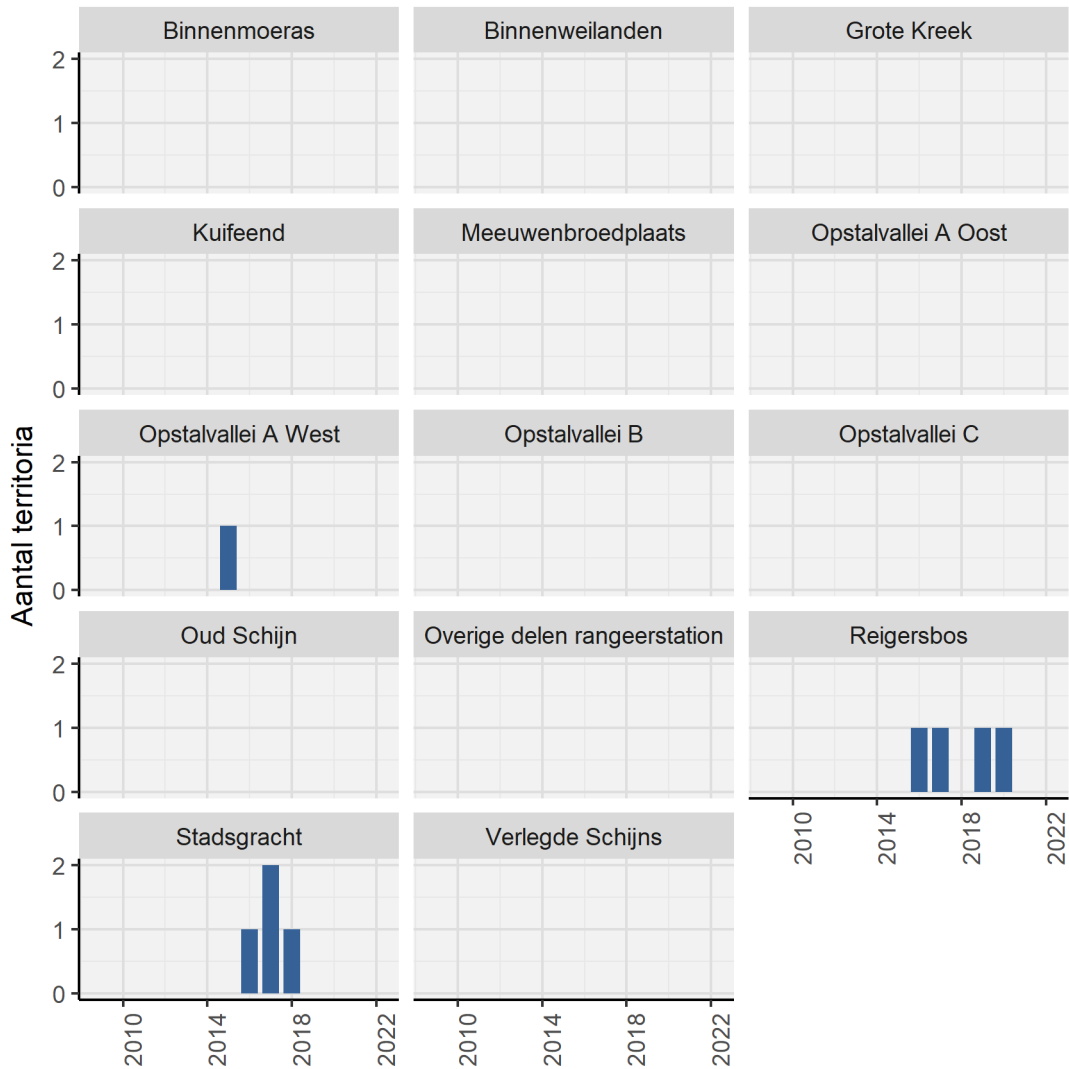 Binnenmoeras Binnenweilanden Grote Kreek
2
1
0
Kuifeend Meeuwenbroedplaats Opstalvallei A Oost
2
1
0
Opstalvallei A West Opstalvallei B Opstalvallei C
2
1
0
Aantal territoria
Oud Schijn Overige delen rangeerstation Reigersbos
2
1
0
2010 2014 2018 2022
Stadsgracht Verlegde Schijns
2
1
0
2010 2014 2018 2022 2010 2014 2018 2022